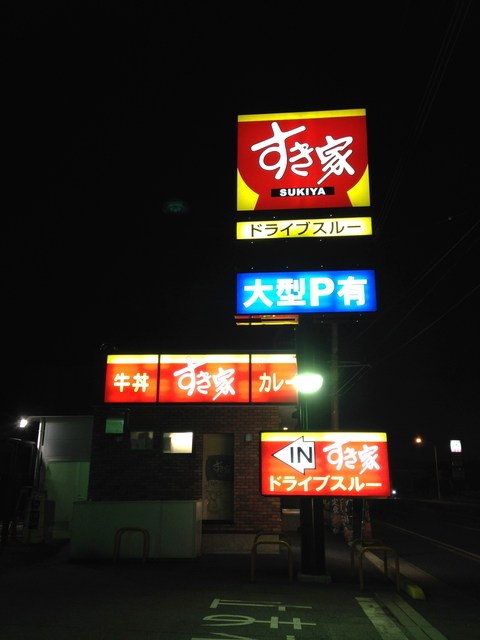 すき家
SUKIYA
ドライブスルー
大型P有
牛丼 すき家 カレー
IN すき家
ドライブスルー